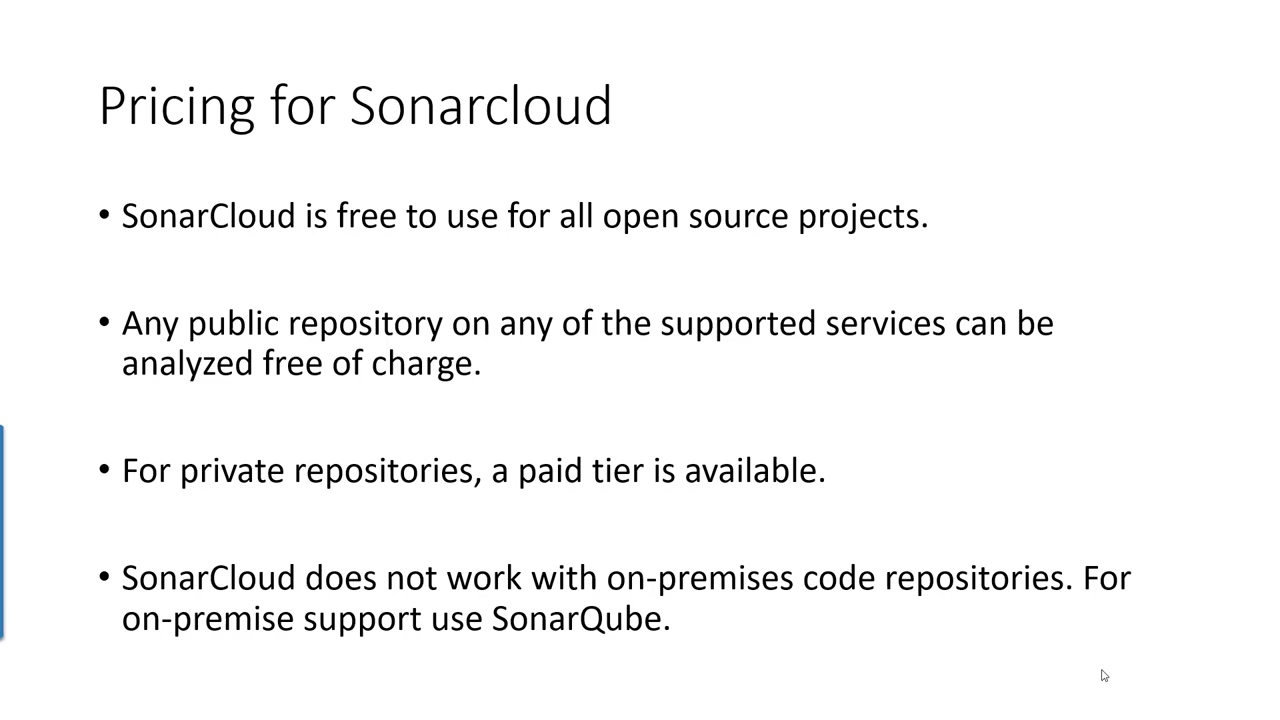 Pricing for Sonarcloud
• SonarCloud is free to use for all open source projects.
• Any public repository on any of the supported services can be
analyzed free of charge.
• For private repositories, a paid tier is available.
• SonarCloud does not work with on-premises code repositories. For
on-premise support use SonarQube.